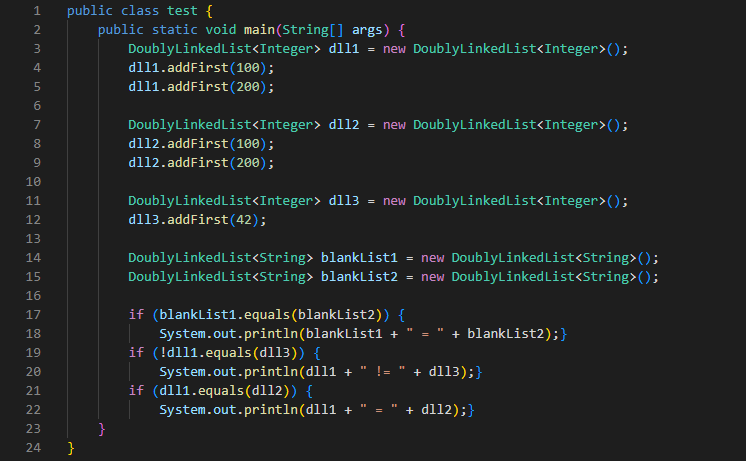 1 public class test {
2 public static void main(String[] args) {
3 DoublyLinkedList<Integer> dll1 = new DoublyLinkedList<Integer>();
4 dll1.addFirst(100);
5 dll1.addFirst(200);
6
7 DoublyLinkedList<Integer> dll2 = new DoublyLinkedList<Integer>();
8 dll2.addFirst(100);
9 dll2.addFirst(200);
10
11 DoublyLinkedList<Integer> dll3 = new DoublyLinkedList<Integer>();
12 dll3.addFirst(42);
13
14 DoublyLinkedList<String> blankList1 = new DoublyLinkedList<String>();
15 DoublyLinkedList<String> blankList2 = new DoublyLinkedList<String>();
16
17 if (blankList1.equals(blankList2)) {
18 System.out.println(blankList1 + " = " + blankList2);}
19 if (!dll1.equals(dll3)) {
20 System.out.println(dll1 + " != " + dll3);}
21 if (dll1.equals(dll2)) {
22 System.out.println(dll1 + " = " + dll2);}
23 }
24 }